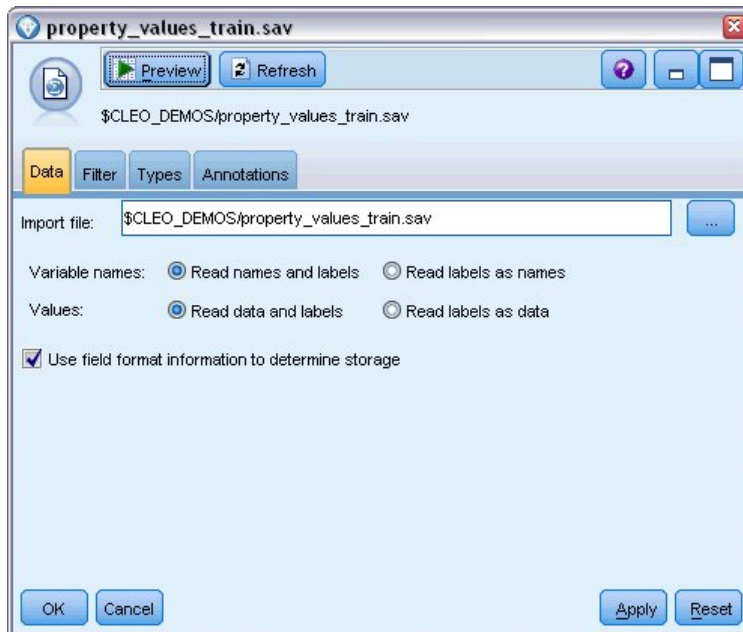 property_values_train.sav
Preview Refresh
$CLEO_DEMOS/property_values_train.sav
Data Filter Types Annotations
Import file: $CLEO_DEMOS/property_values_train.sav ...
Variable names: Read names and labels Read labels as names
Values: Read data and labels Read labels as data
Use field format information to determine storage
OK Cancel Apply Reset